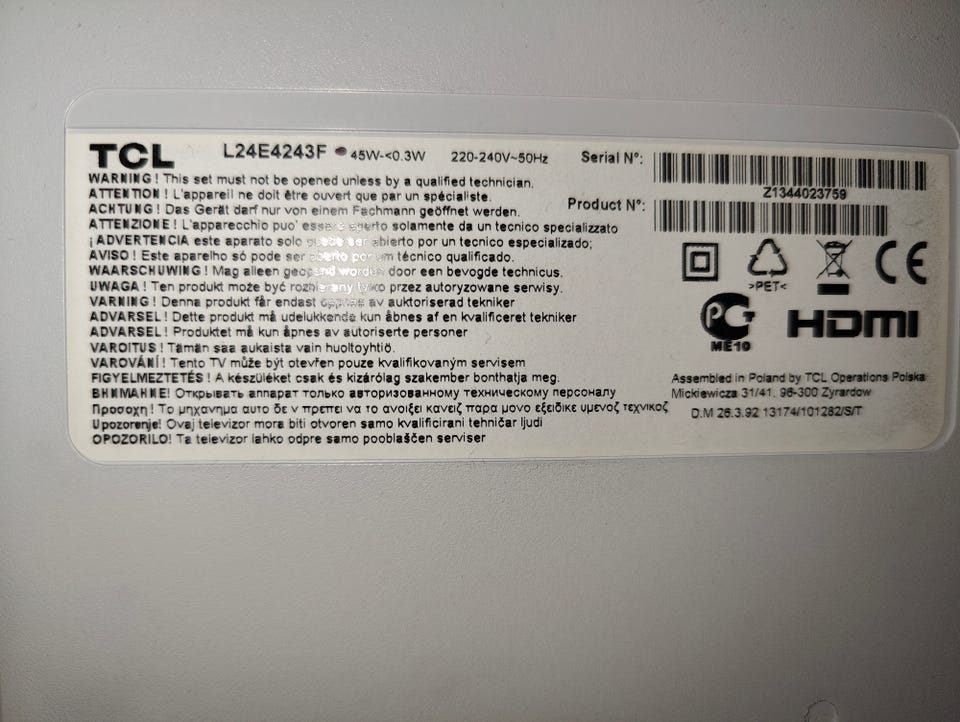 TCL L24E4243F 45W-<0.3W 220-240V~50Hz Serial N°:
Z1344023759
Product N°:
WARNING ! This set must not be opened unless by a qualified technician.
ATTENTION ! L'appareil ne doit être ouvert que par un spécialiste.
ACHTUNG ! Das Gerät darf nur von einem Fachmann geöffnet werden.
ATTENZIONE ! L'apparecchio puo' essere aperto solamente da un tecnico specializzato
¡ ADVERTENCIA este aparato solo puede ser abierto por un tecnico especializado;
AVISO ! Este aparelho só pode ser aberto por um técnico qualificado.
WAARSCHUWING ! Mag alleen geopend worden door een bevogde technicus.
UWAGA ! Ten produkt może być rozbierany tylko przez autoryzowane serwisy.
VARNING ! Denna produkt får endast öppnas av auktoriserad tekniker
ADVARSEL ! Dette produkt må udelukkende kun åbnes af en kvalificeret tekniker
ADVARSEL ! Produktet må kun åpnes av autoriserte personer
VAROITUS ! Tämän saa aukaista vain huoltoyhtiö.
VAROVÁNÍ ! Tento TV může být otevřen pouze kvalifikovaným servisem
FIGYELMEZTETÉS ! A készüléket csak és kizárólag szakember bonthatja meg.
ВНИМАНИЕ! Открывать аппарат только авторизованному техническому персоналу
Προσοχη ! Το μηχανημα αυτο δε ν πρεπει να το ανοιξει κανειζ παρα μονο εξειδικε υμενοζ τεχνικοζ
Upozorenje! Ovaj televizor mora biti otvoren samo kvalificirani tehničar ljudi
OPOZORILO! Ta televizor lahko odpre samo pooblaščen serviser
>PET<
CE
PCT
ME10
HDMI
Assembled in Poland by TCL Operations Polska
Mickiewicza 31/41, 96-300 Zyrardow
D.M 26.3.92 13174/101282/S/T